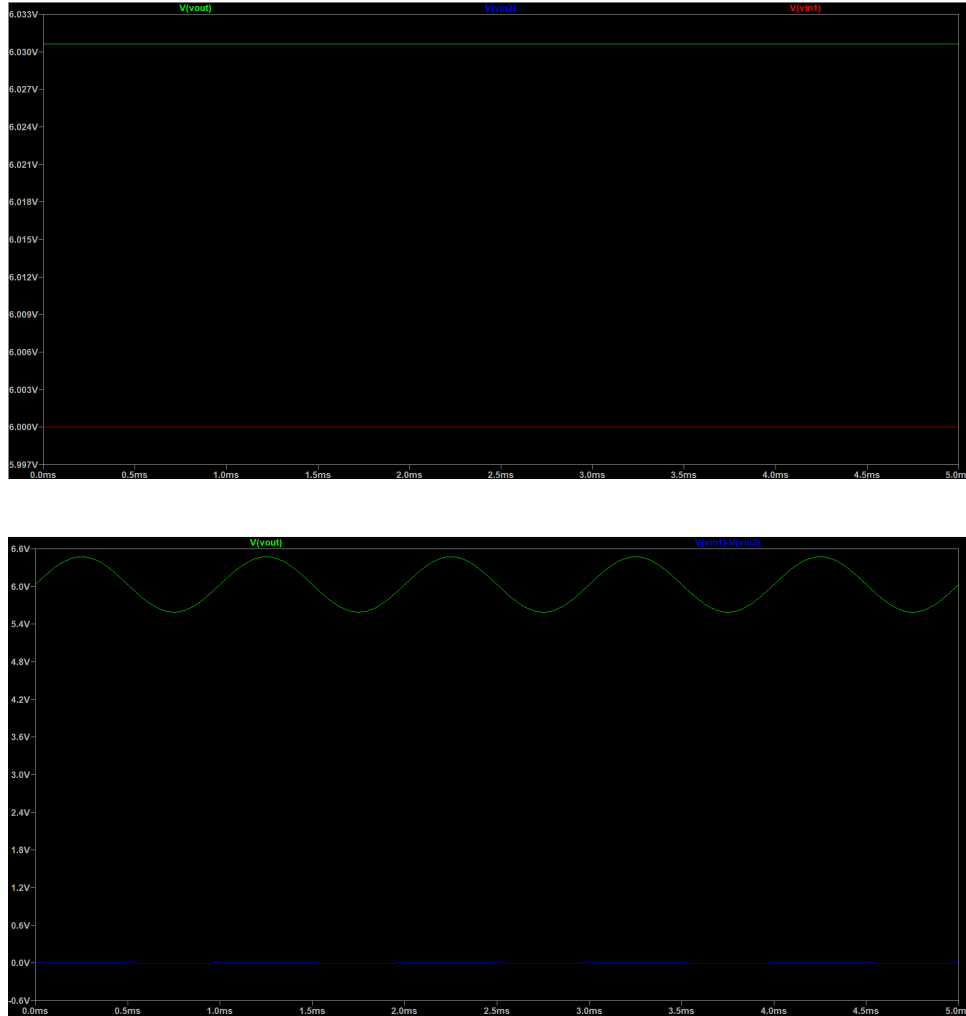 V(vout) V(vin2) V(vin1)
6.033V
6.030V
6.027V
6.024V
6.021V
6.018V
6.015V
6.012V
6.009V
6.006V
6.003V
6.000V
5.997V
0.0ms 0.5ms 1.0ms 1.5ms 2.0ms 2.5ms 3.0ms 3.5ms 4.0ms 4.5ms 5.0m
V(vout) V(vin1)-V(vin2)
6.6V
6.0V
5.4V
4.8V
4.2V
3.6V
3.0V
2.4V
1.8V
1.2V
0.6V
0.0V
-0.6V
0.0ms 0.5ms 1.0ms 1.5ms 2.0ms 2.5ms 3.0ms 3.5ms 4.0ms 4.5ms 5.0m